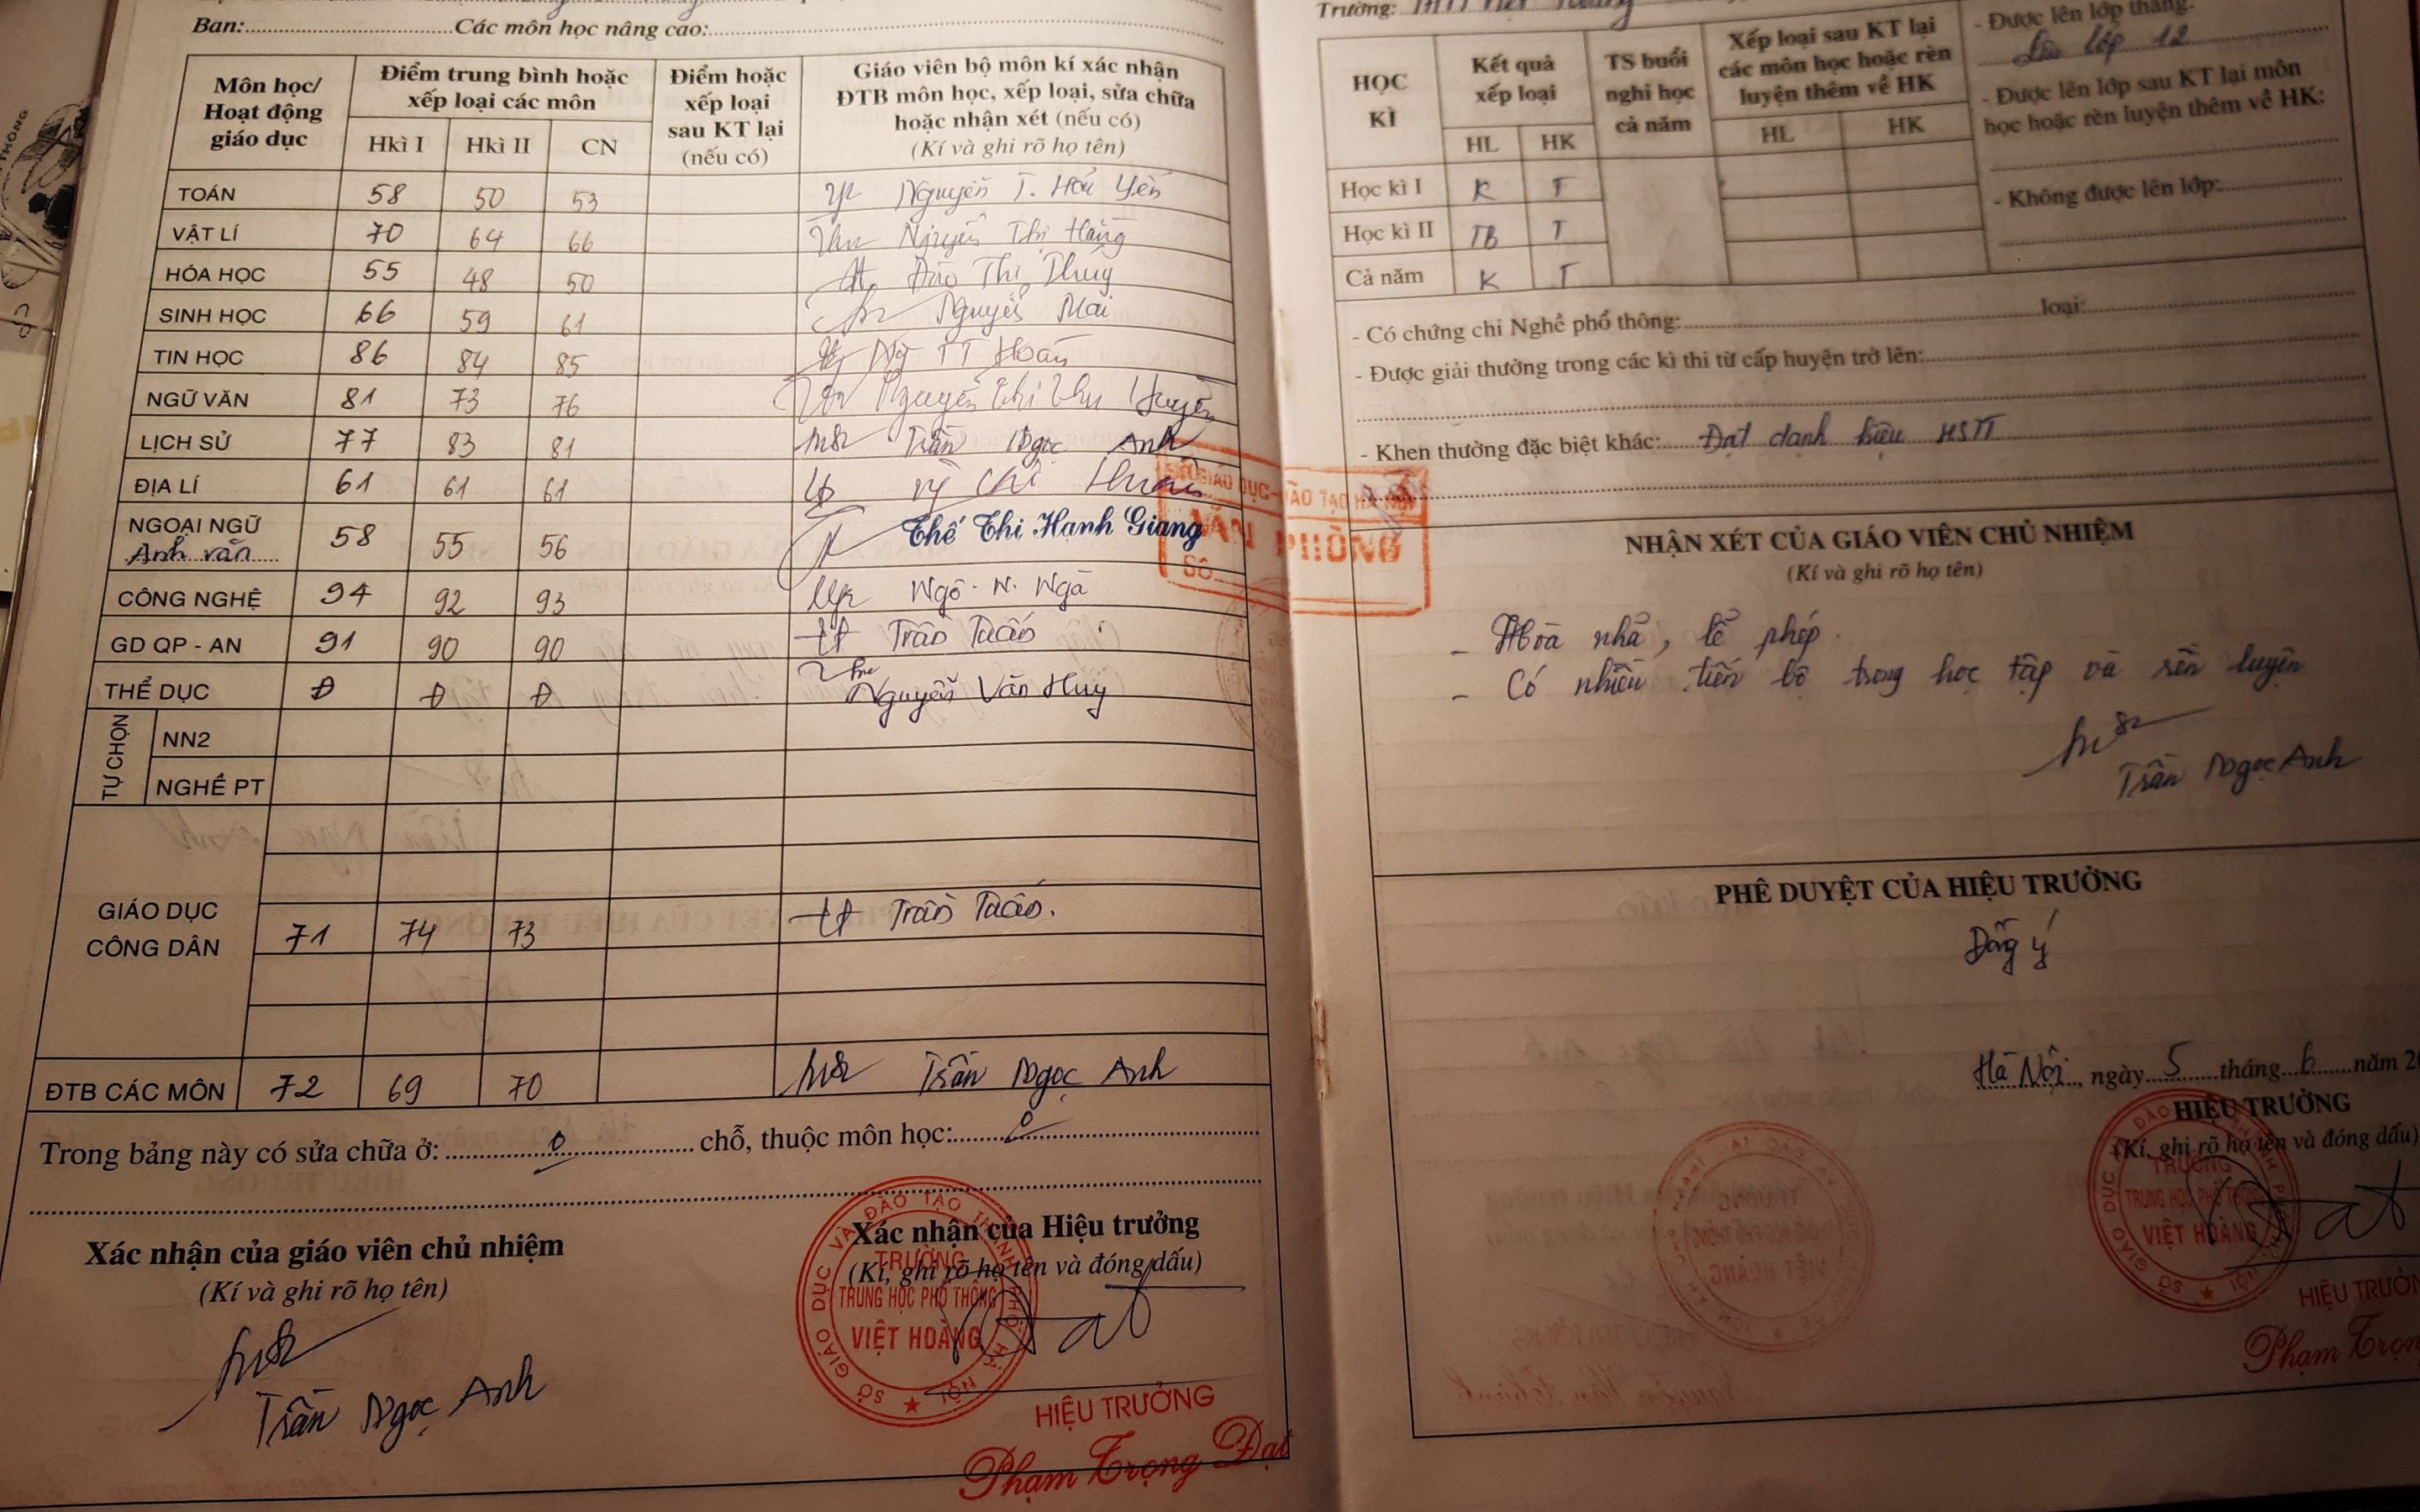 Ban:.....Các môn học nâng cao:.....
Môn học/ Hoạt động giáo dục | Điểm trung bình hoặc xếp loại các môn | Điểm hoặc xếp loại sau KT lại (nếu có) | Giáo viên bộ môn kí xác nhận ĐTB môn học, xếp loại, sửa chữa hoặc nhận xét (nếu có) (Kí và ghi rõ họ tên)
Hkì I | Hkì II | CN
TOÁN 58 50 53 Nguyễn T. Hải Yến
VẬT LÍ 70 64 66 Nguyễn Thị Hằng
HÓA HỌC 55 48 50 Đào Thị Thuý
SINH HỌC 66 59 61 Nguyễn Mai
TIN HỌC 86 84 85 TT Hoàn
NGỮ VĂN 81 73 76 Nguyễn Thị Thu Huyền
LỊCH SỬ 77 83 81 Trần Ngọc Anh
ĐỊA LÍ 61 61 61
NGOẠI NGỮ
Anh văn 58 55 56 Thế Thị Hạnh Giang
CÔNG NGHỆ 94 92 93 Ngô N. Nga
GD QP - AN 91 90 90 Trần Tuấn
THỂ DỤC Đ Đ Đ Nguyễn Văn Huy
TỰ CHỌN
NN2
NGHỀ PT
GIÁO DỤC
CÔNG DÂN 71 74 73 Trần Tuấn.
ĐTB CÁC MÔN 72 69 70 Trần Ngọc Anh
Trong bảng này có sửa chữa ở: 0 chỗ, thuộc môn học: 0
Xác nhận của giáo viên chủ nhiệm
(Kí và ghi rõ họ tên)
Trần Ngọc Anh
Xác nhận của Hiệu trưởng
(Kí, ghi rõ họ tên và đóng dấu)
SỞ GIÁO DỤC VÀ ĐÀO TẠO THÀNH PHỐ HÀ NỘI
TRƯỜNG
TRUNG HỌC PHỔ THÔNG
VIỆT HOÀNG
HIỆU TRƯỞNG
Phạm Trọng Đạt
SỞ GIÁO DỤC-ĐÀO TẠO HÀ NỘI
VĂN PHÒNG
SỐ
Trường: THPT Việt Hoàng
HỌC KÌ | Kết quả xếp loại | TS buổi nghỉ học cả năm | Xếp loại sau KT lại các môn học hoặc rèn luyện thêm về HK
HL | HK | HL | HK
Học kì I K T
Học kì II TB T
Cả năm K T
- Được lên lớp thẳng:
Lên lớp 12
- Được lên lớp sau KT lại môn
học hoặc rèn luyện thêm về HK:
- Không được lên lớp:
- Có chứng chỉ Nghề phổ thông:.....loại:
- Được giải thưởng trong các kì thi từ cấp huyện trở lên:
- Khen thưởng đặc biệt khác: Đạt danh hiệu HSTT
NHẬN XÉT CỦA GIÁO VIÊN CHỦ NHIỆM
(Kí và ghi rõ họ tên)
- Hòa nhã, lễ phép.
- Có nhiều tiến bộ trong học tập và rèn luyện
Trần Ngọc Anh
PHÊ DUYỆT CỦA HIỆU TRƯỞNG
Đồng ý
Hà Nội, ngày 5 tháng 6 năm 2
HIỆU TRƯỞNG
(Kí, ghi rõ họ tên và đóng dấu)
TRƯỜNG
TRUNG HỌC PHỔ THÔNG
VIỆT HOÀNG
HIỆU TRƯỞN
Phạm Trọn